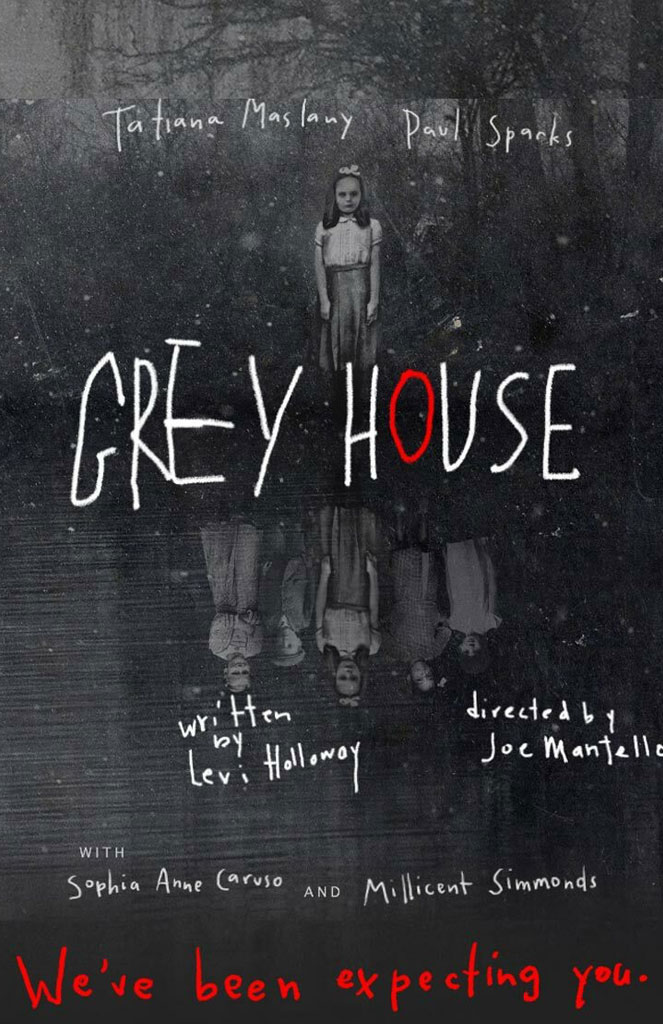 Tatiana Maslany Paul Sparks
GREY HOUSE
written
by
Levi Holloway
directed by
Joe Mantello
WITH
Sophia Anne Caruso AND Millicent Simmonds
We've been expecting you.